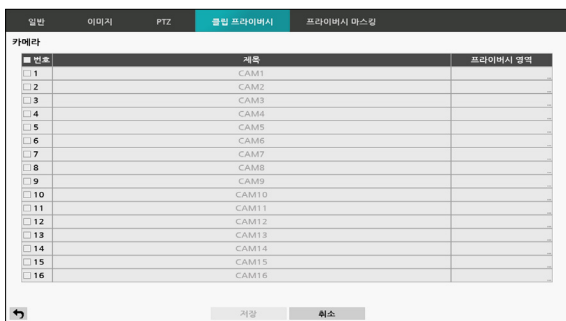 일반 이미지 PTZ 클립 프라이버시 프라이버시 마스킹
카메라
번호 제목 프라이버시 영역
1 CAM1 ...
2 CAM2 ...
3 CAM3 ...
4 CAM4 ...
5 CAM5 ...
6 CAM6 ...
7 CAM7 ...
8 CAM8 ...
9 CAM9 ...
10 CAM10 ...
11 CAM11 ...
12 CAM12 ...
13 CAM13 ...
14 CAM14 ...
15 CAM15 ...
16 CAM16 ...
저장 취소